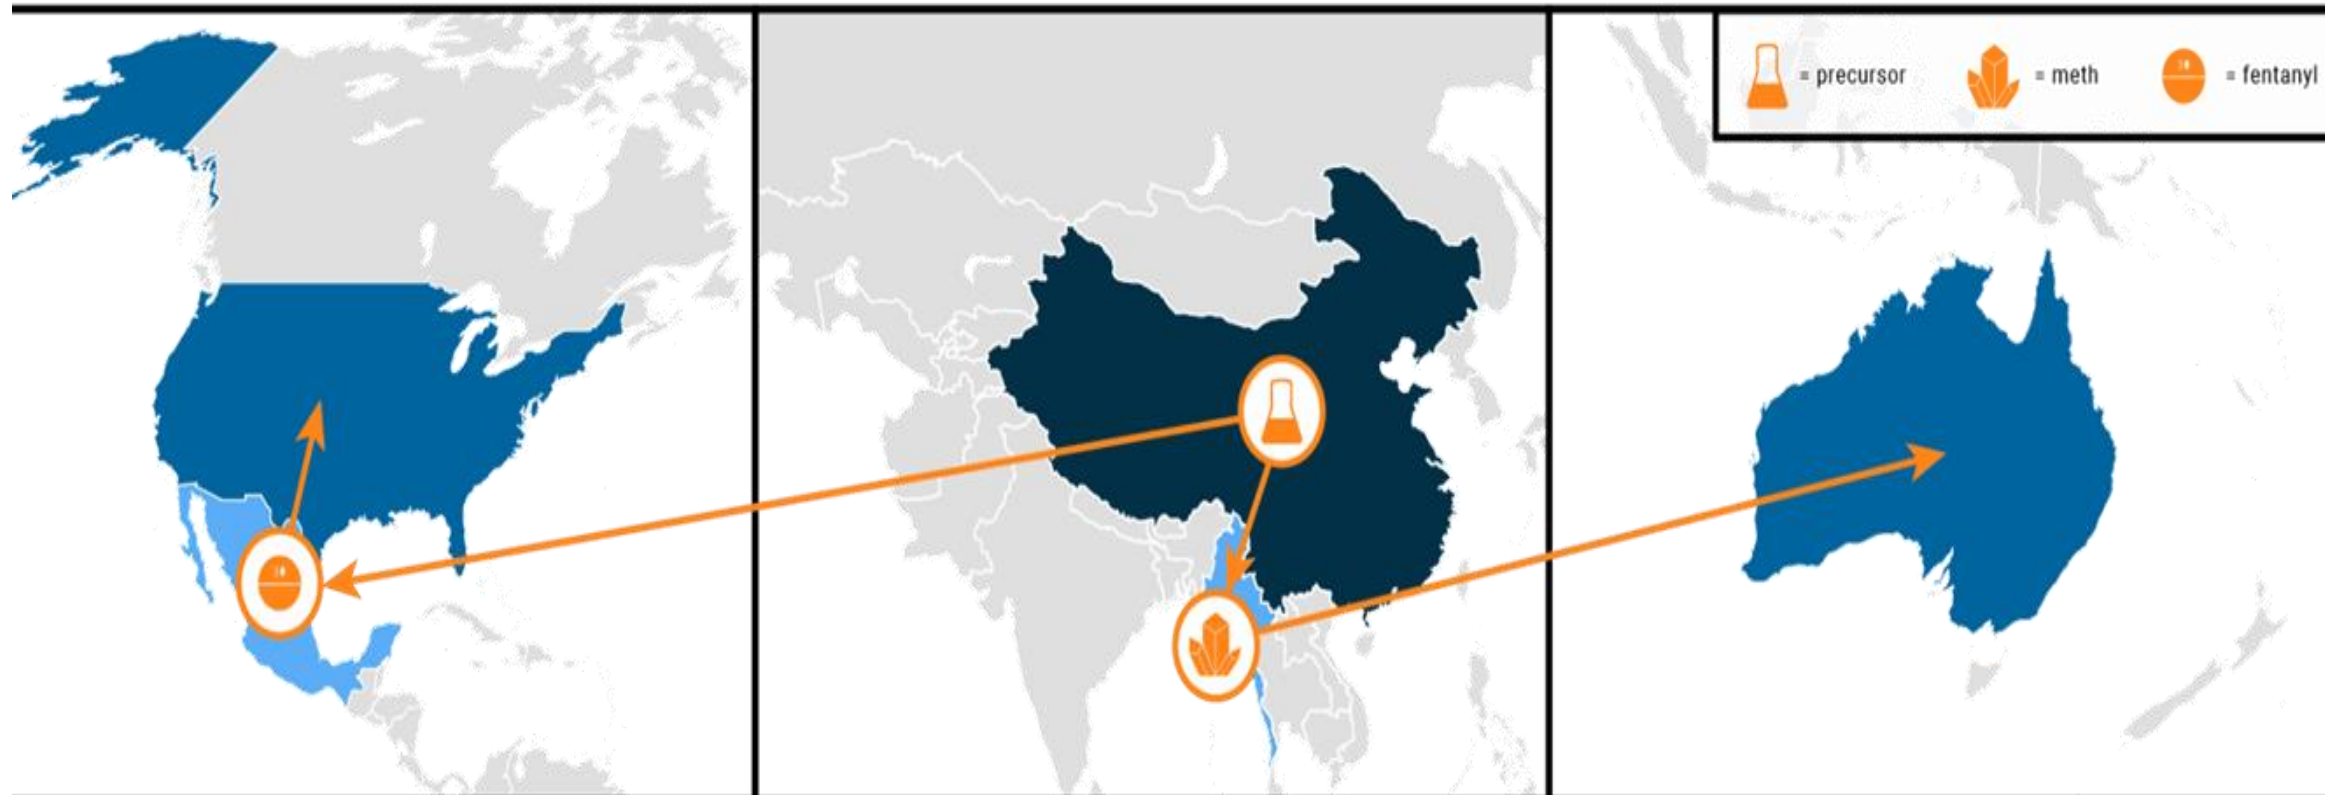 = precursor
= meth
= fentanyl